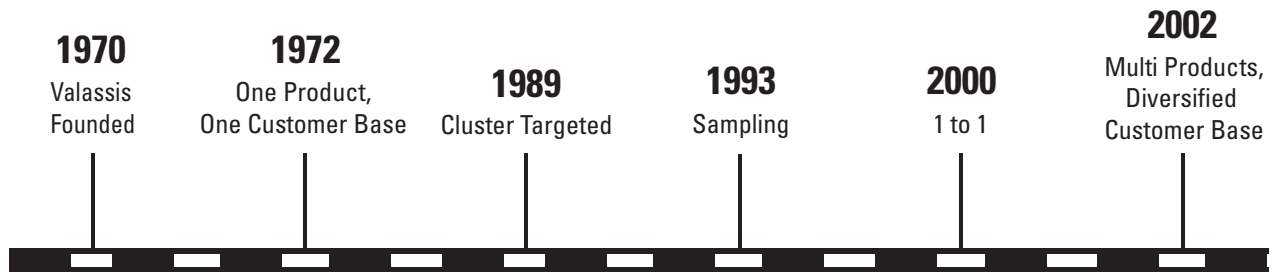 1970
Valassis
Founded
1972
One Product,
One Customer Base
1989
Cluster Targeted
1993
Sampling
2000
1 to 1
2002
Multi Products,
Diversified
Customer Base